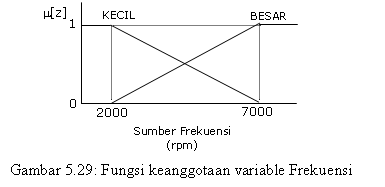 μ[z]
KECIL BESAR
1
0
2000 7000
Sumber Frekuensi
(rpm)
Gambar 5.29: Fungsi keanggotaan variable Frekuensi